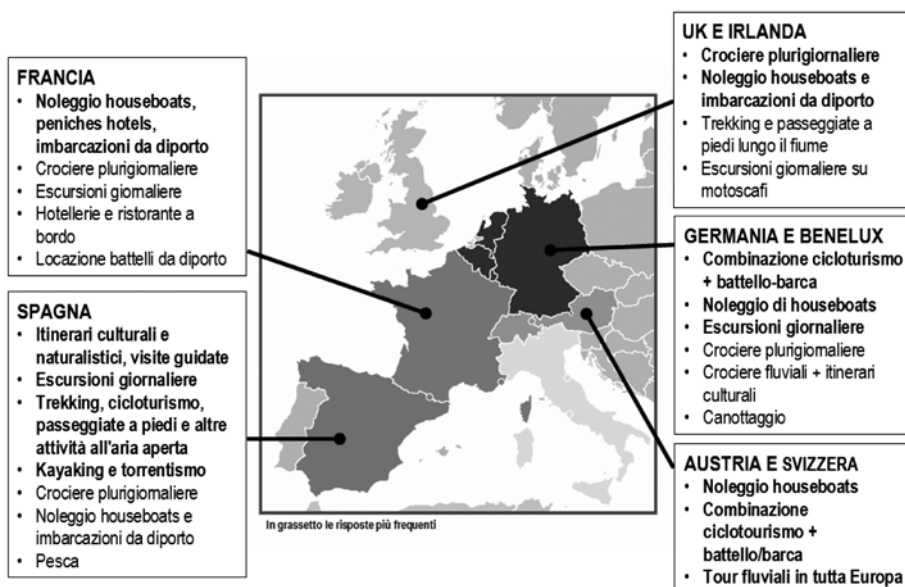 FRANCIA
• Noleggio houseboats,
peniches hotels,
imbarcazioni da diporto
• Crociere plurigiornaliere
• Escursioni giornaliere
• Hotellerie e ristorante a
bordo
• Locazione battelli da diporto
SPAGNA
• Itinerari culturali e
naturalistici, visite guidate
• Escursioni giornaliere
• Trekking, cicloturismo,
passeggiate a piedi e altre
attività all'aria aperta
• Kayaking e torrentismo
• Crociere plurigiornaliere
• Noleggio houseboats e
imbarcazioni da diporto
• Pesca
In grassetto le risposte più frequenti
UK E IRLANDA
• Crociere plurigiornaliere
• Noleggio houseboats e
imbarcazioni da diporto
• Trekking e passeggiate a
piedi lungo il fiume
• Escursioni giornaliere su
motoscafi
GERMANIA E BENELUX
• Combinazione cicloturismo
+ battello-barca
• Noleggio di houseboats
• Escursioni giornaliere
• Crociere plurigiornaliere
• Crociere fluviali + itinerari
culturali
• Canottaggio
AUSTRIA E SVIZZERA
• Noleggio houseboats
• Combinazione
ciclotourismo +
battello/barca
• Tour fluviali in tutta Europa